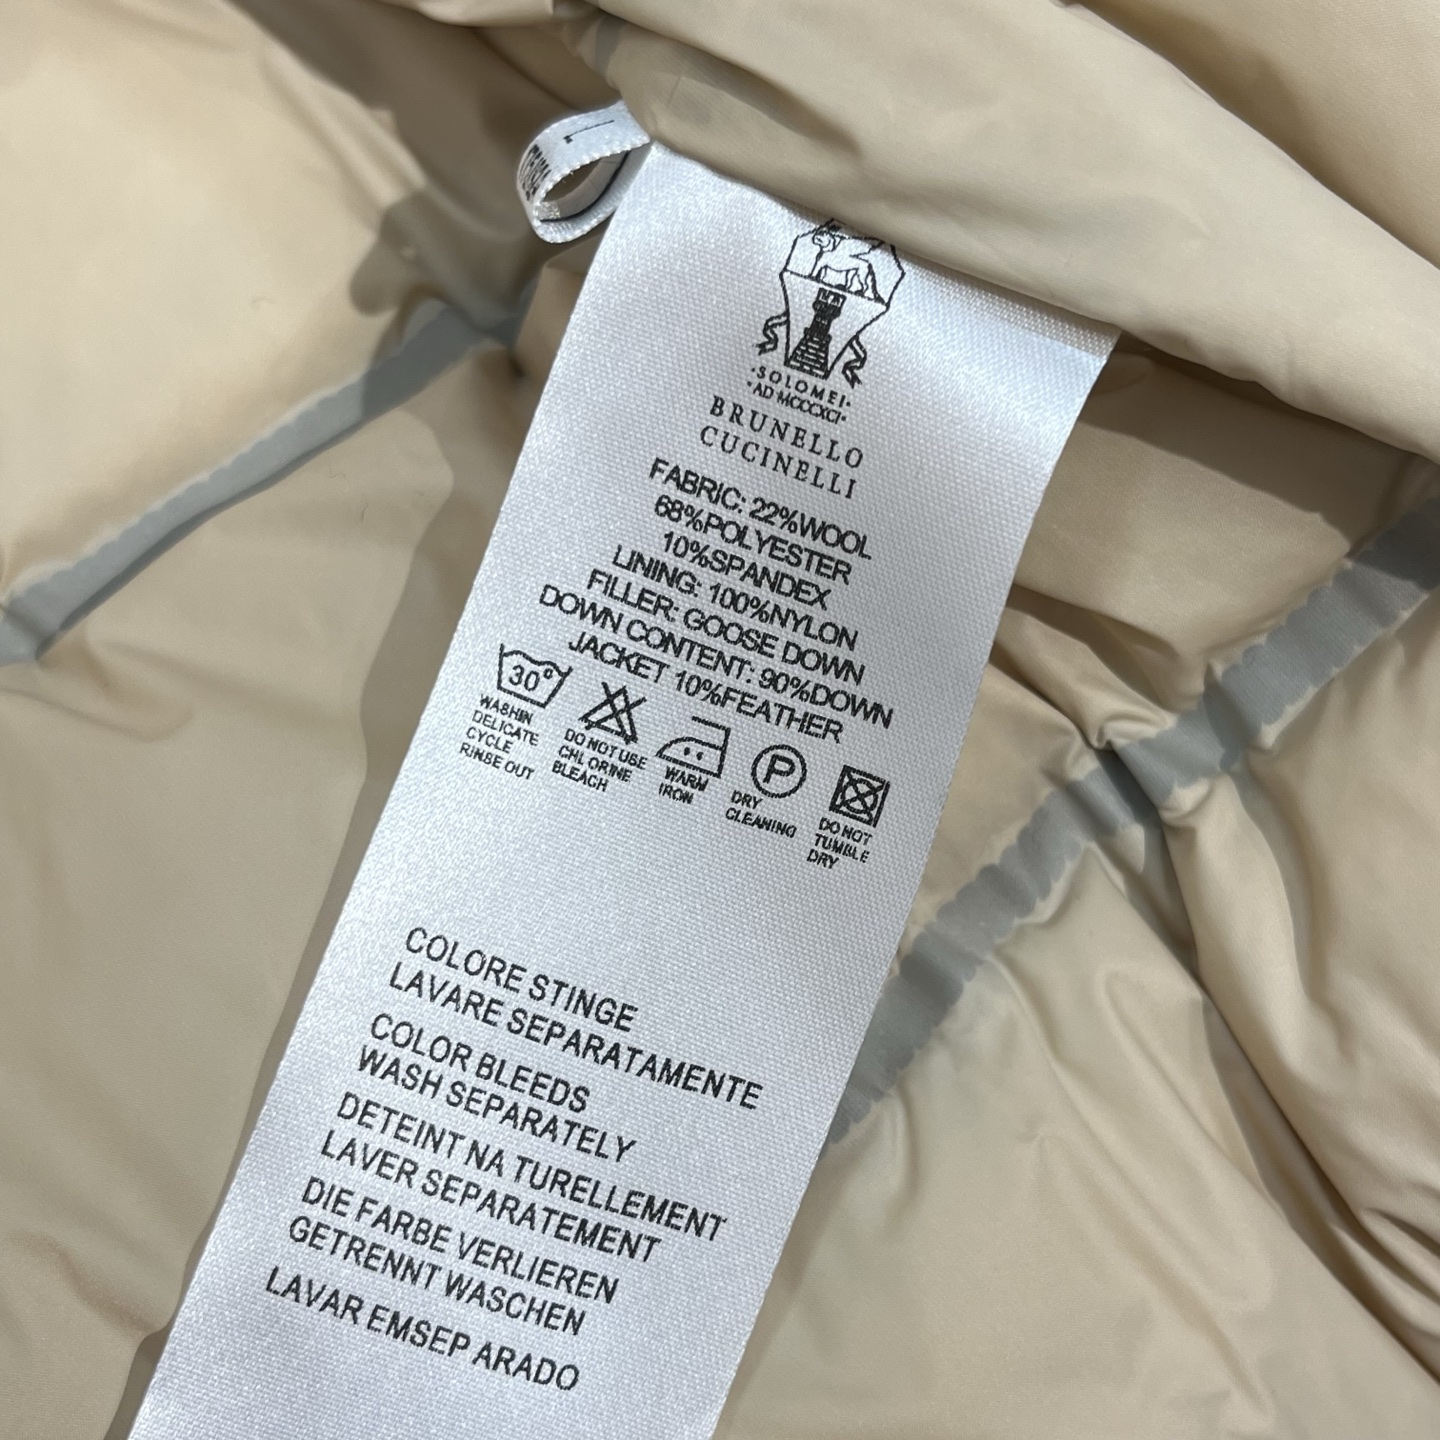 ·SOLOMEI·
·AD MCCCXCI·
BRUNELLO
CUCINELLI
FABRIC: 22%WOOL
68%POLYESTER
10%SPANDEX
LINING: 100%NYLON
FILLER: GOOSE DOWN
DOWN CONTENT: 90%DOWN
JACKET 10%FEATHER
30°
P
WASHIN
DELICATE
CYCLE
RINSE OUT
DO NOT USE
CHLORINE
BLEACH
WARM
IRON
DRY
CLEANING
DO NOT
TUMBLE
DRY
COLORE STINGE
LAVARE SEPARATAMENTE
COLOR BLEEDS
WASH SEPARATELY
DETEINT NA TURELLEMENT
LAVER SEPARATEMENT
DIE FARBE VERLIEREN
GETRENNT WASCHEN
LAVAR EMSEP ARADO